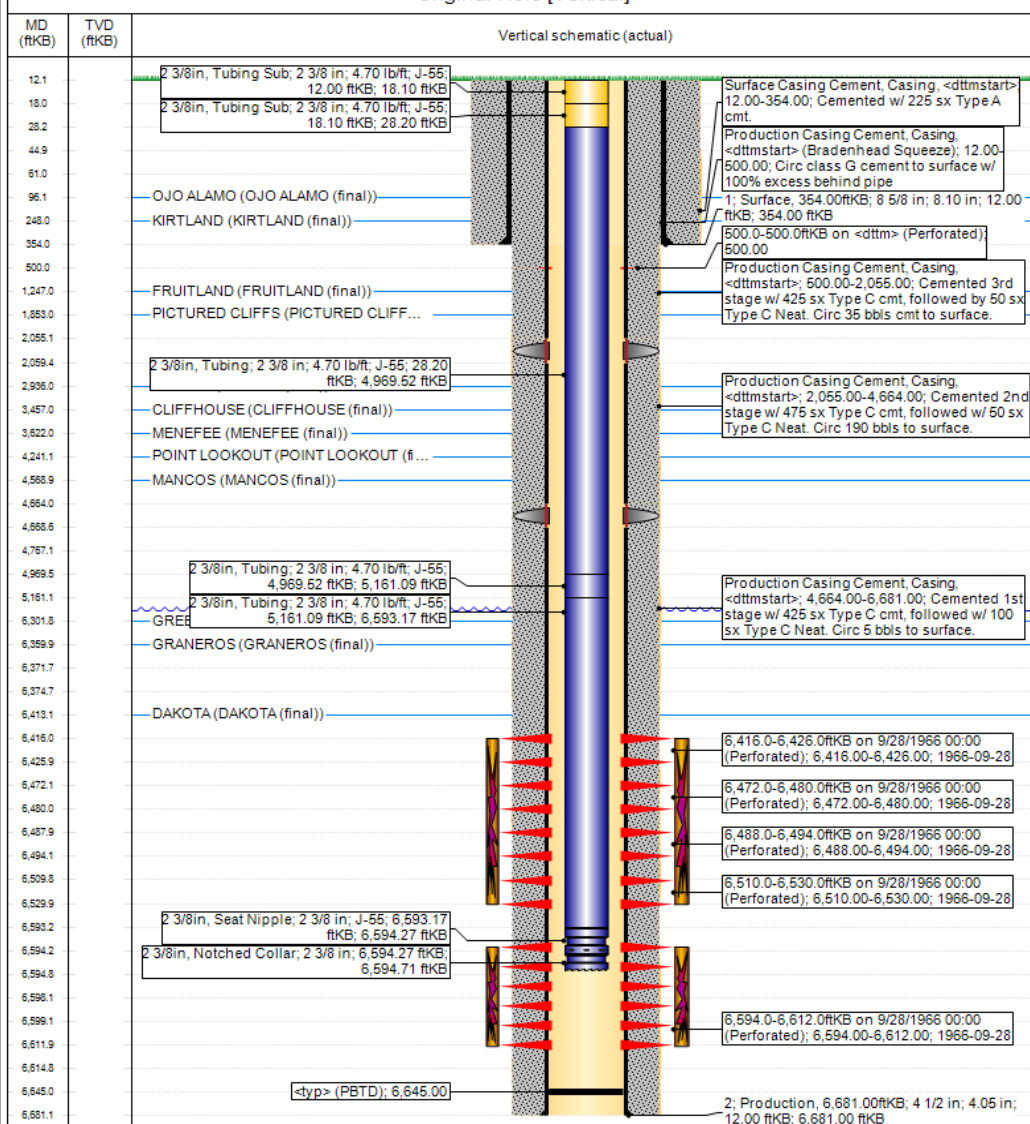 MD
(ftKB)
TVD
(ftKB)
Vertical schematic (actual)
12.1
18.0
28.2
44.9
61.0
96.1
248.0
354.0
500.0
1,247.0
1,853.0
2,055.1
2,059.4
2,936.0
3,457.0
3,622.0
4,241.1
4,568.9
4,664.0
4,668.6
4,767.1
4,969.5
5,161.1
6,301.8
6,359.9
6,371.7
6,374.7
6,413.1
6,416.0
6,425.9
6,472.1
6,480.0
6,487.9
6,494.1
6,509.8
6,529.9
6,593.2
6,594.2
6,594.8
6,598.1
6,599.1
6,611.9
6,614.8
6,645.0
6,681.1
2 3/8in, Tubing Sub; 2 3/8 in; 4.70 lb/ft; J-55;
12.00 ftKB; 18.10 ftKB
2 3/8in, Tubing Sub; 2 3/8 in; 4.70 lb/ft; J-55;
18.10 ftKB; 28.20 ftKB
OJO ALAMO (OJO ALAMO (final))
KIRTLAND (KIRTLAND (final))
FRUITLAND (FRUITLAND (final))
PICTURED CLIFFS (PICTURED CLIFF...
2 3/8in, Tubing; 2 3/8 in; 4.70 lb/ft; J-55; 28.20
ftKB; 4,969.52 ftKB
CLIFFHOUSE (CLIFFHOUSE (final))
MENEFEE (MENEFEE (final))
POINT LOOKOUT (POINT LOOKOUT (fi...
MANCOS (MANCOS (final))
2 3/8in, Tubing; 2 3/8 in; 4.70 lb/ft; J-55;
4,969.52 ftKB; 5,161.09 ftKB
2 3/8in, Tubing; 2 3/8 in; 4.70 lb/ft; J-55;
5,161.09 ftKB; 6,593.17 ftKB
GRANEROS (GRANEROS (final))
DAKOTA (DAKOTA (final))
2 3/8in, Seat Nipple; 2 3/8 in; J-55; 6,593.17
ftKB; 6,594.27 ftKB
2 3/8in, Notched Collar; 2 3/8 in; 6,594.27 ftKB;
6,594.71 ftKB
<typ> (PBTD); 6,645.00
Surface Casing Cement, Casing, <dttmstart>;
12.00-354.00; Cemented w/ 225 sx Type A
cmt.
Production Casing Cement, Casing,
<dttmstart> (Bradenhead Squeeze); 12.00-
500.00; Circ class G cement to surface w/
100% excess behind pipe
1; Surface, 354.00ftKB; 8 5/8 in; 8.10 in; 12.00
ftKB; 354.00 ftKB
500.0-500.0ftKB on <dttm> (Perforated);
500.00
Production Casing Cement, Casing,
<dttmstart>; 500.00-2,055.00; Cemented 3rd
stage w/ 425 sx Type C cmt, followed by 50 sx
Type C Neat. Circ 35 bbls cmt to surface.
Production Casing Cement, Casing,
<dttmstart>; 2,055.00-4,664.00; Cemented 2nd
stage w/ 475 sx Type C cmt, followed w/ 50 sx
Type C Neat. Circ 190 bbls to surface.
Production Casing Cement, Casing,
<dttmstart>; 4,664.00-6,681.00; Cemented 1st
stage w/ 425 sx Type C cmt, followed w/ 100
sx Type C Neat. Circ 5 bbls to surface.
6,416.0-6,426.0ftKB on 9/28/1966 00:00
(Perforated); 6,416.00-6,426.00; 1966-09-28
6,472.0-6,480.0ftKB on 9/28/1966 00:00
(Perforated); 6,472.00-6,480.00; 1966-09-28
6,488.0-6,494.0ftKB on 9/28/1966 00:00
(Perforated); 6,488.00-6,494.00; 1966-09-28
6,510.0-6,530.0ftKB on 9/28/1966 00:00
(Perforated); 6,510.00-6,530.00; 1966-09-28
6,594.0-6,612.0ftKB on 9/28/1966 00:00
(Perforated); 6,594.00-6,612.00; 1966-09-28
2; Production, 6,681.00ftKB; 4 1/2 in; 4.05 in;
12.00 ftKB; 6,681.00 ftKB